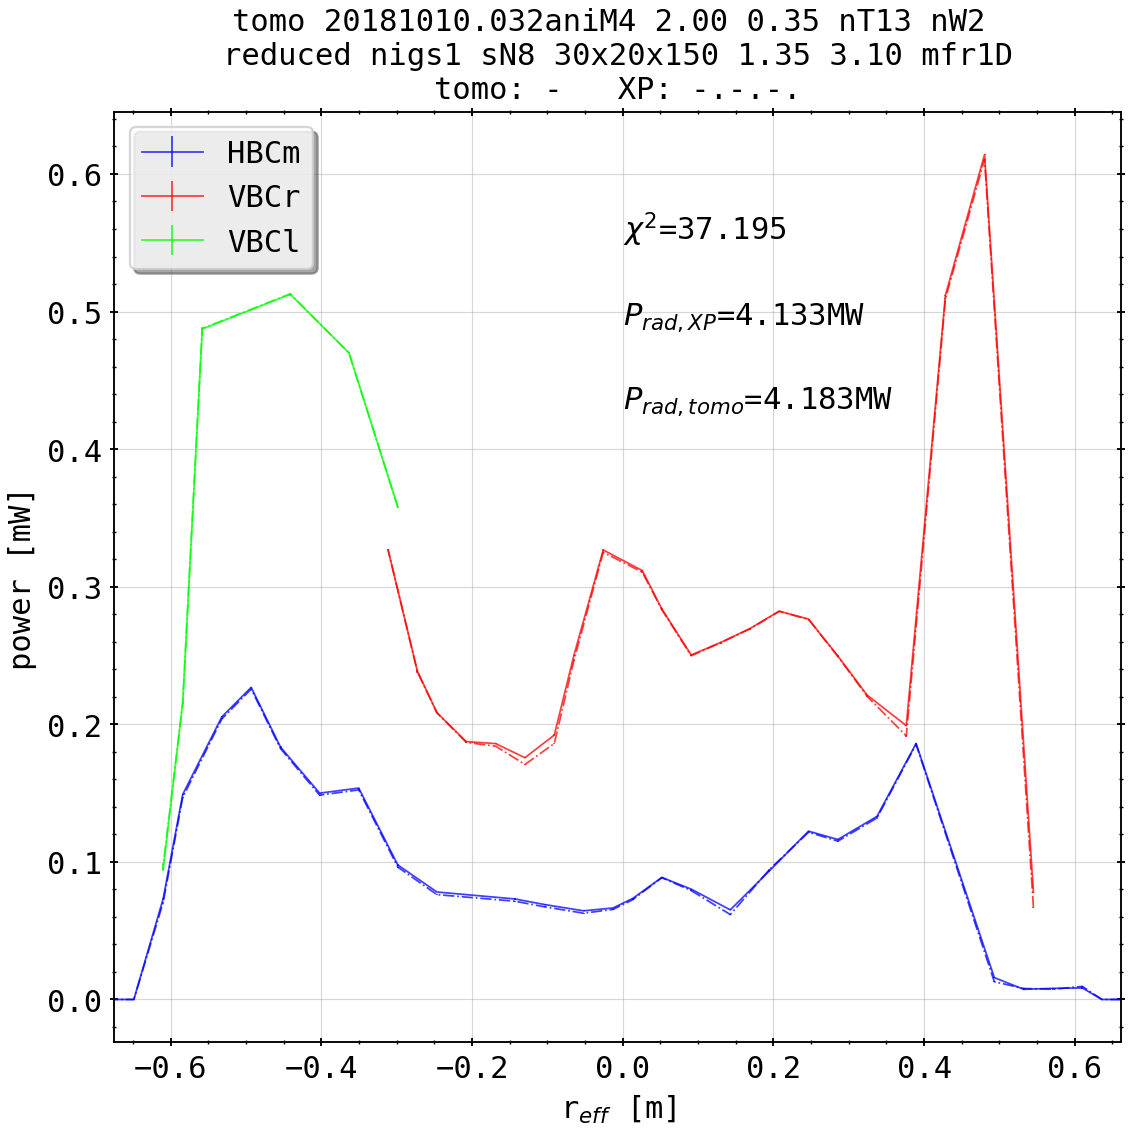 tomo 20181010.032aniM4 2.00 0.35 nT13 nW2
reduced nigs1 sN8 30x20x150 1.35 3.10 mfr1D
tomo: -   XP: -.-.-.
HBCm
VBCr
VBCl
χ²=37.195
P_rad,XP=4.133MW
P_rad,tomo=4.183MW
power [mW]
0.6
0.5
0.4
0.3
0.2
0.1
0.0
−0.6 −0.4 −0.2 0.0 0.2 0.4 0.6
r_eff [m]